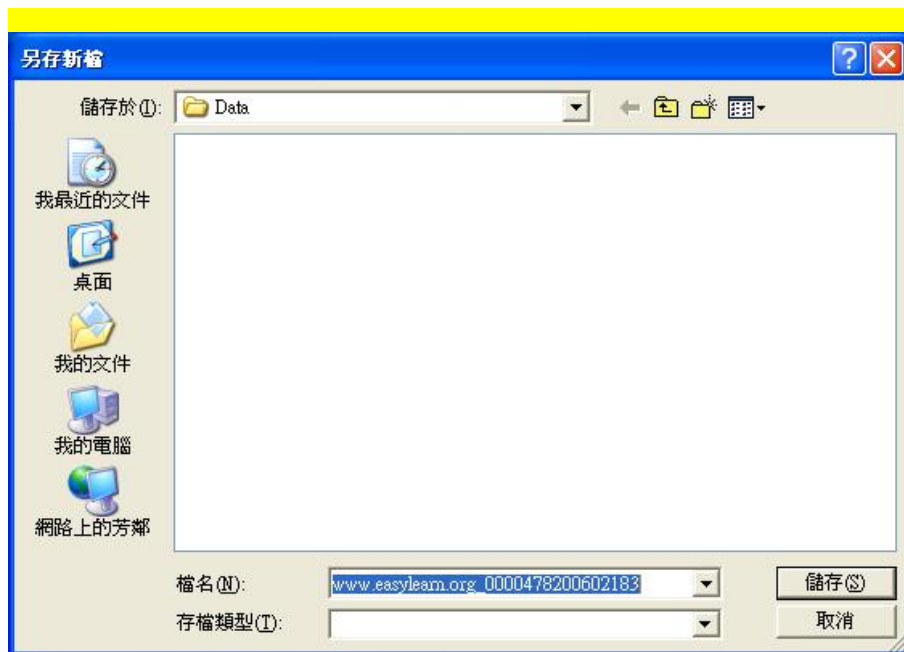 另存新檔
儲存於(I):
Data
我最近的文件
桌面
我的文件
我的電腦
網路上的芳鄰
檔名(N):
www.easylearn.org_0000478200602183
儲存(S)
存檔類型(T):
取消